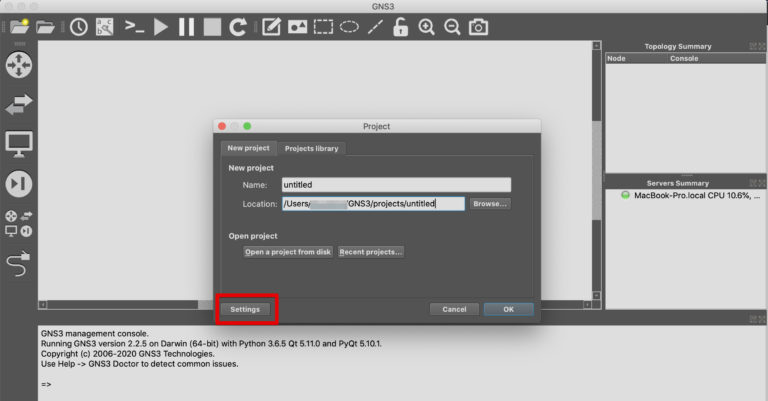 GNS3
a c
cy b
>_
Topology Summary
Node Console
Project
New project Projects library
New project
Name: untitled
Location: /Users/ /GNS3/projects/untitled Browse...
Open project
Open a project from disk Recent projects...
Settings Cancel OK
Servers Summary
MacBook-Pro.local CPU 10.6%, ...
GNS3 management console.
Running GNS3 version 2.2.5 on Darwin (64-bit) with Python 3.6.5 Qt 5.11.0 and PyQt 5.10.1.
Copyright (c) 2006-2020 GNS3 Technologies.
Use Help -> GNS3 Doctor to detect common issues.
=>